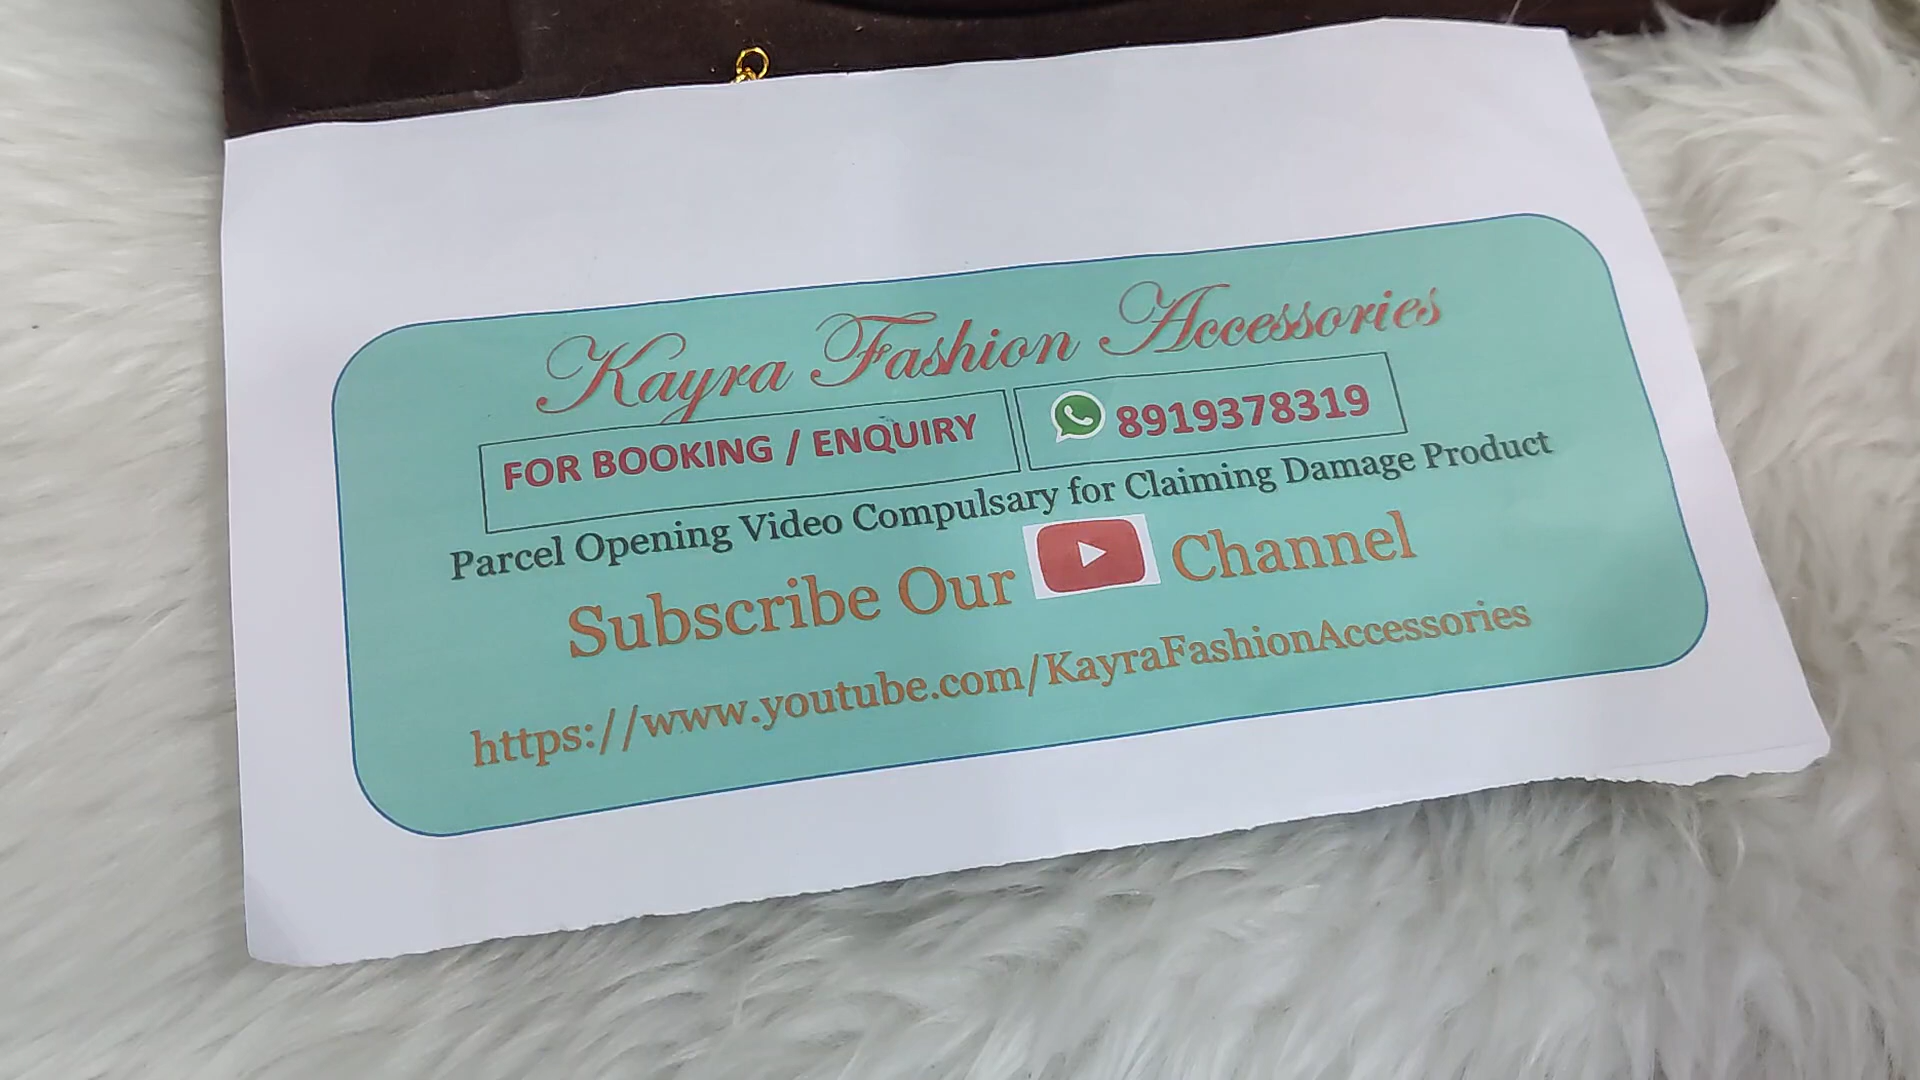 Kayra Fashion Accessories
FOR BOOKING / ENQUIRY 8919378319
Parcel Opening Video Compulsary for Claiming Damage Product
Subscribe Our Channel
https://www.youtube.com/KayraFashionAccessories